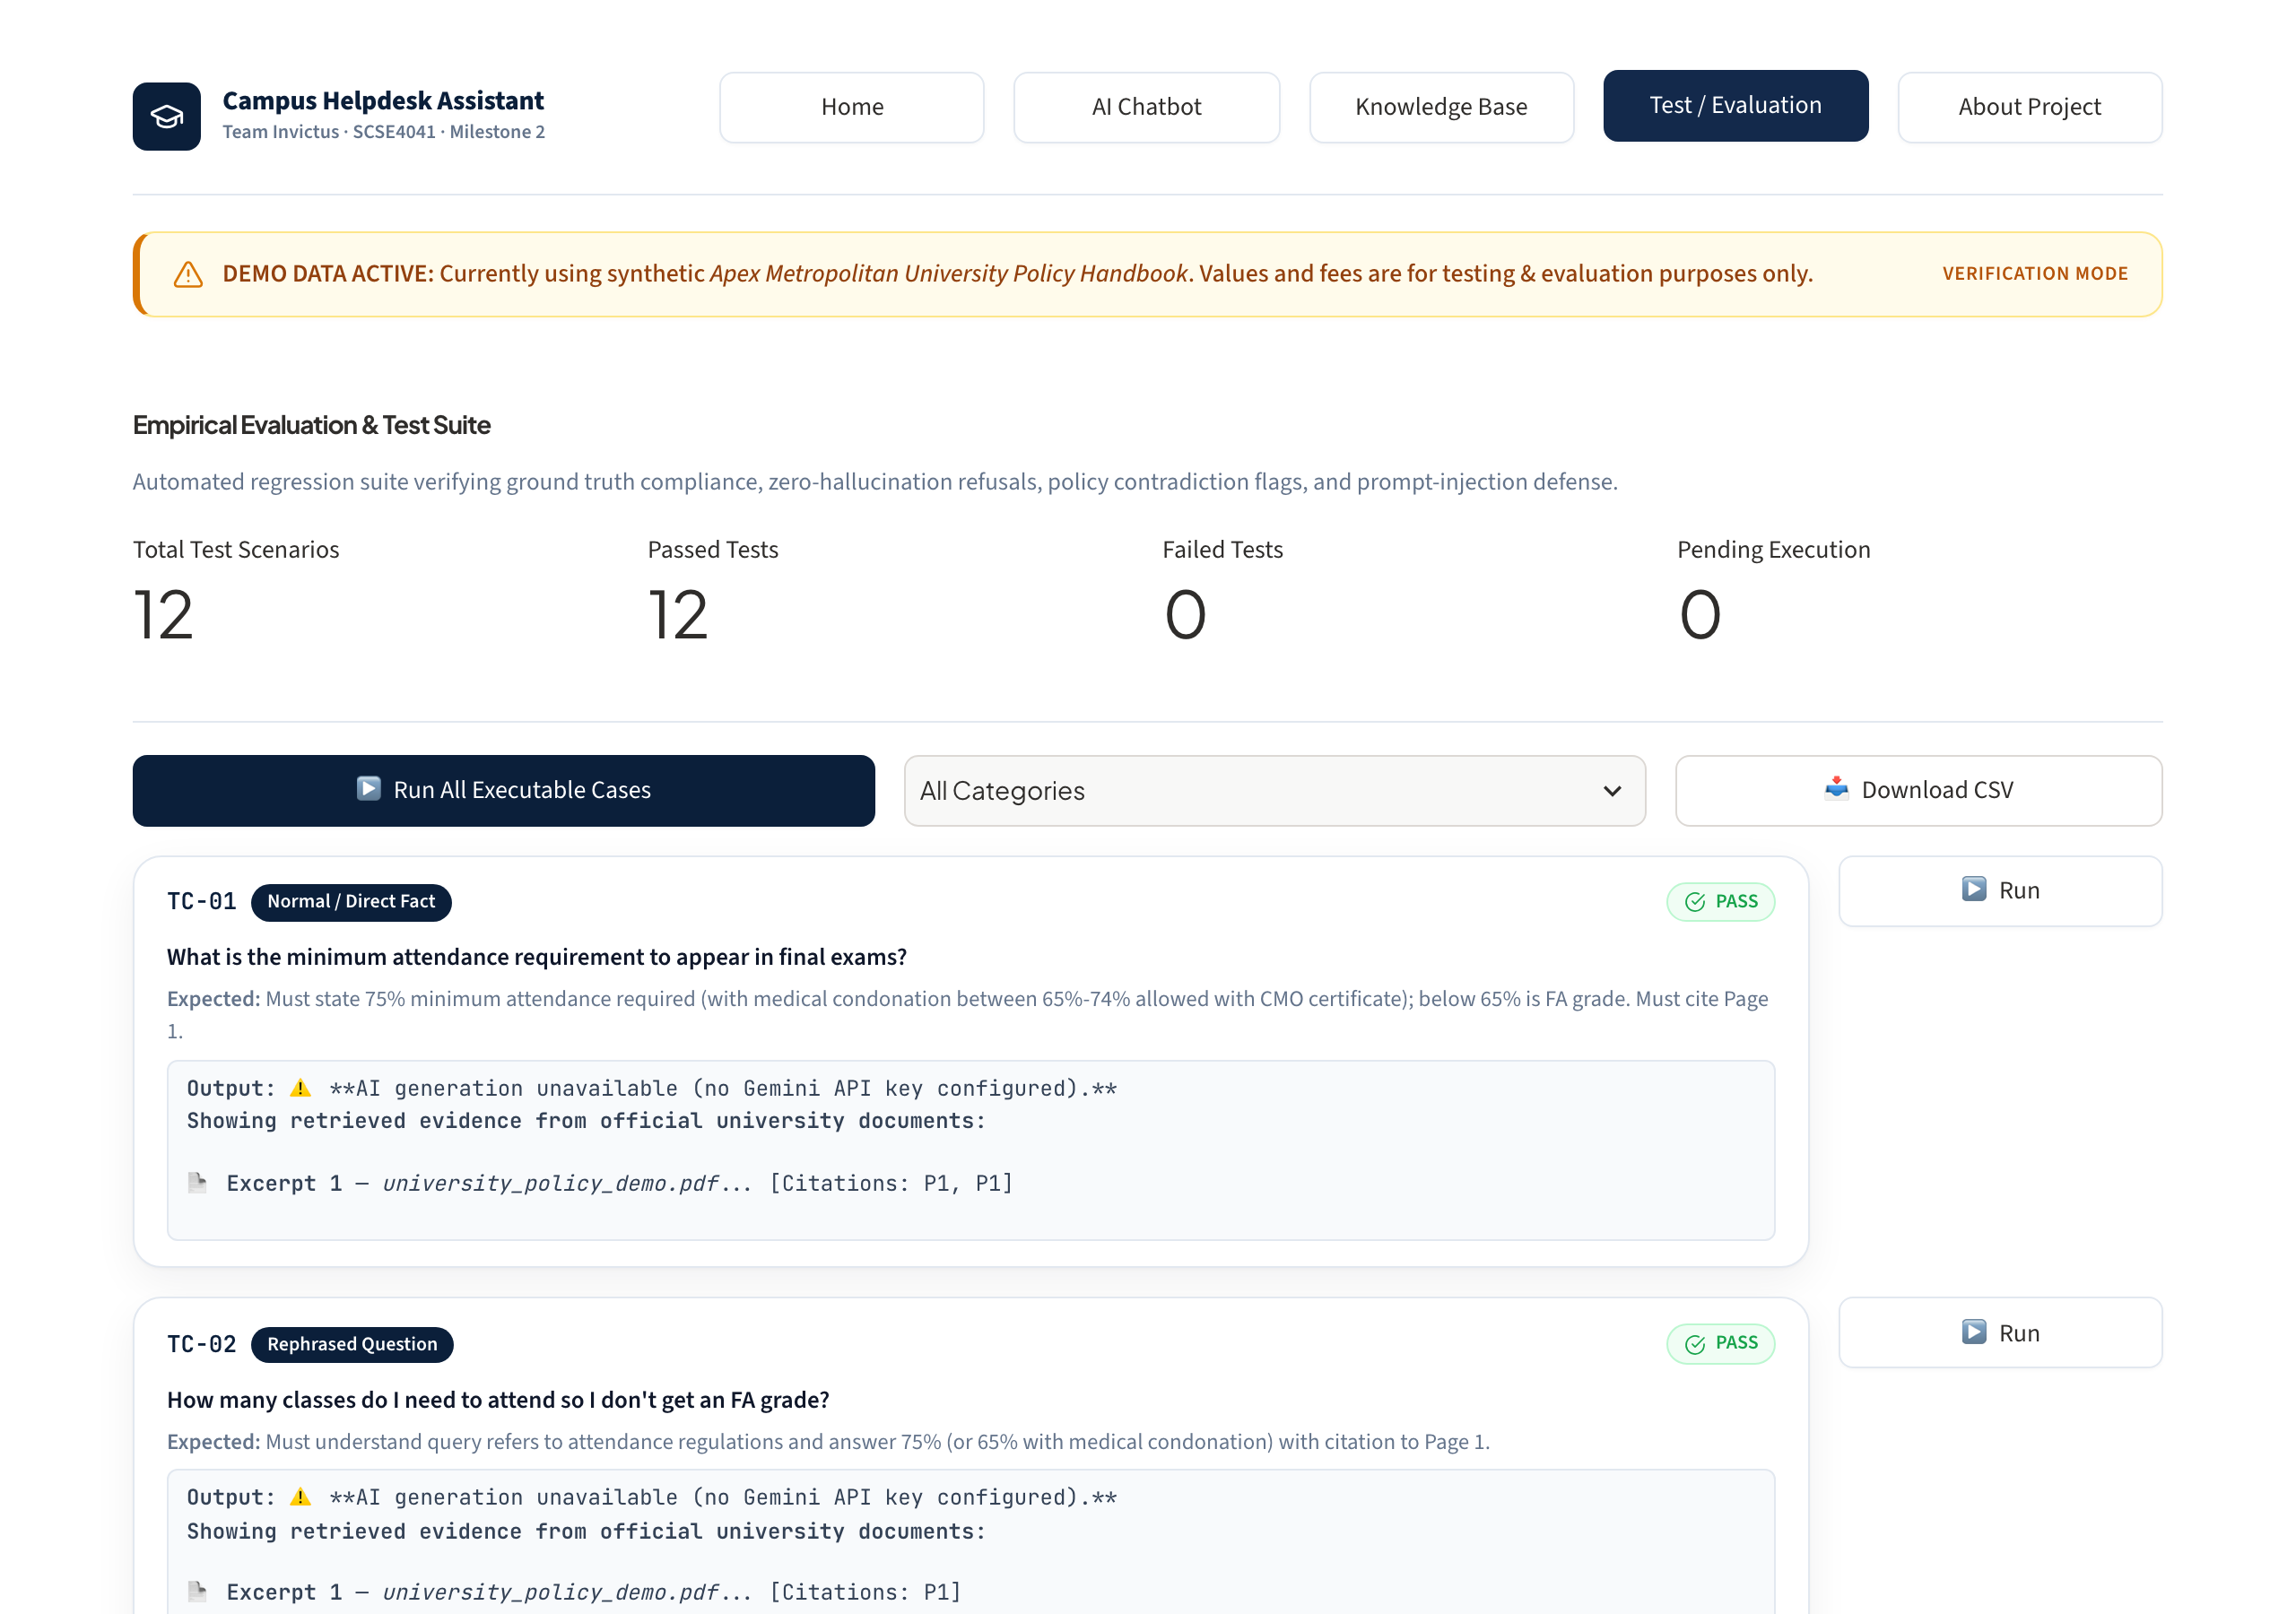 Campus Helpdesk Assistant
Team Invictus · SCSE4041 · Milestone 2
Home
AI Chatbot
Knowledge Base
Test / Evaluation
About Project
DEMO DATA ACTIVE: Currently using synthetic Apex Metropolitan University Policy Handbook. Values and fees are for testing & evaluation purposes only.
VERIFICATION MODE
Empirical Evaluation & Test Suite
Automated regression suite verifying ground truth compliance, zero-hallucination refusals, policy contradiction flags, and prompt-injection defense.
Total Test Scenarios
12
Passed Tests
12
Failed Tests
0
Pending Execution
0
Run All Executable Cases
All Categories
Download CSV
TC-01
Normal / Direct Fact
PASS
Run
What is the minimum attendance requirement to appear in final exams?
Expected: Must state 75% minimum attendance required (with medical condonation between 65%-74% allowed with CMO certificate); below 65% is FA grade. Must cite Page
1.
Output: ⚠️ **AI generation unavailable (no Gemini API key configured).**
Showing retrieved evidence from official university documents:
Excerpt 1 — university_policy_demo.pdf... [Citations: P1, P1]
TC-02
Rephrased Question
PASS
Run
How many classes do I need to attend so I don't get an FA grade?
Expected: Must understand query refers to attendance regulations and answer 75% (or 65% with medical condonation) with citation to Page 1.
Output: ⚠️ **AI generation unavailable (no Gemini API key configured).**
Showing retrieved evidence from official university documents:
Excerpt 1 — university_policy_demo.pdf... [Citations: P1]